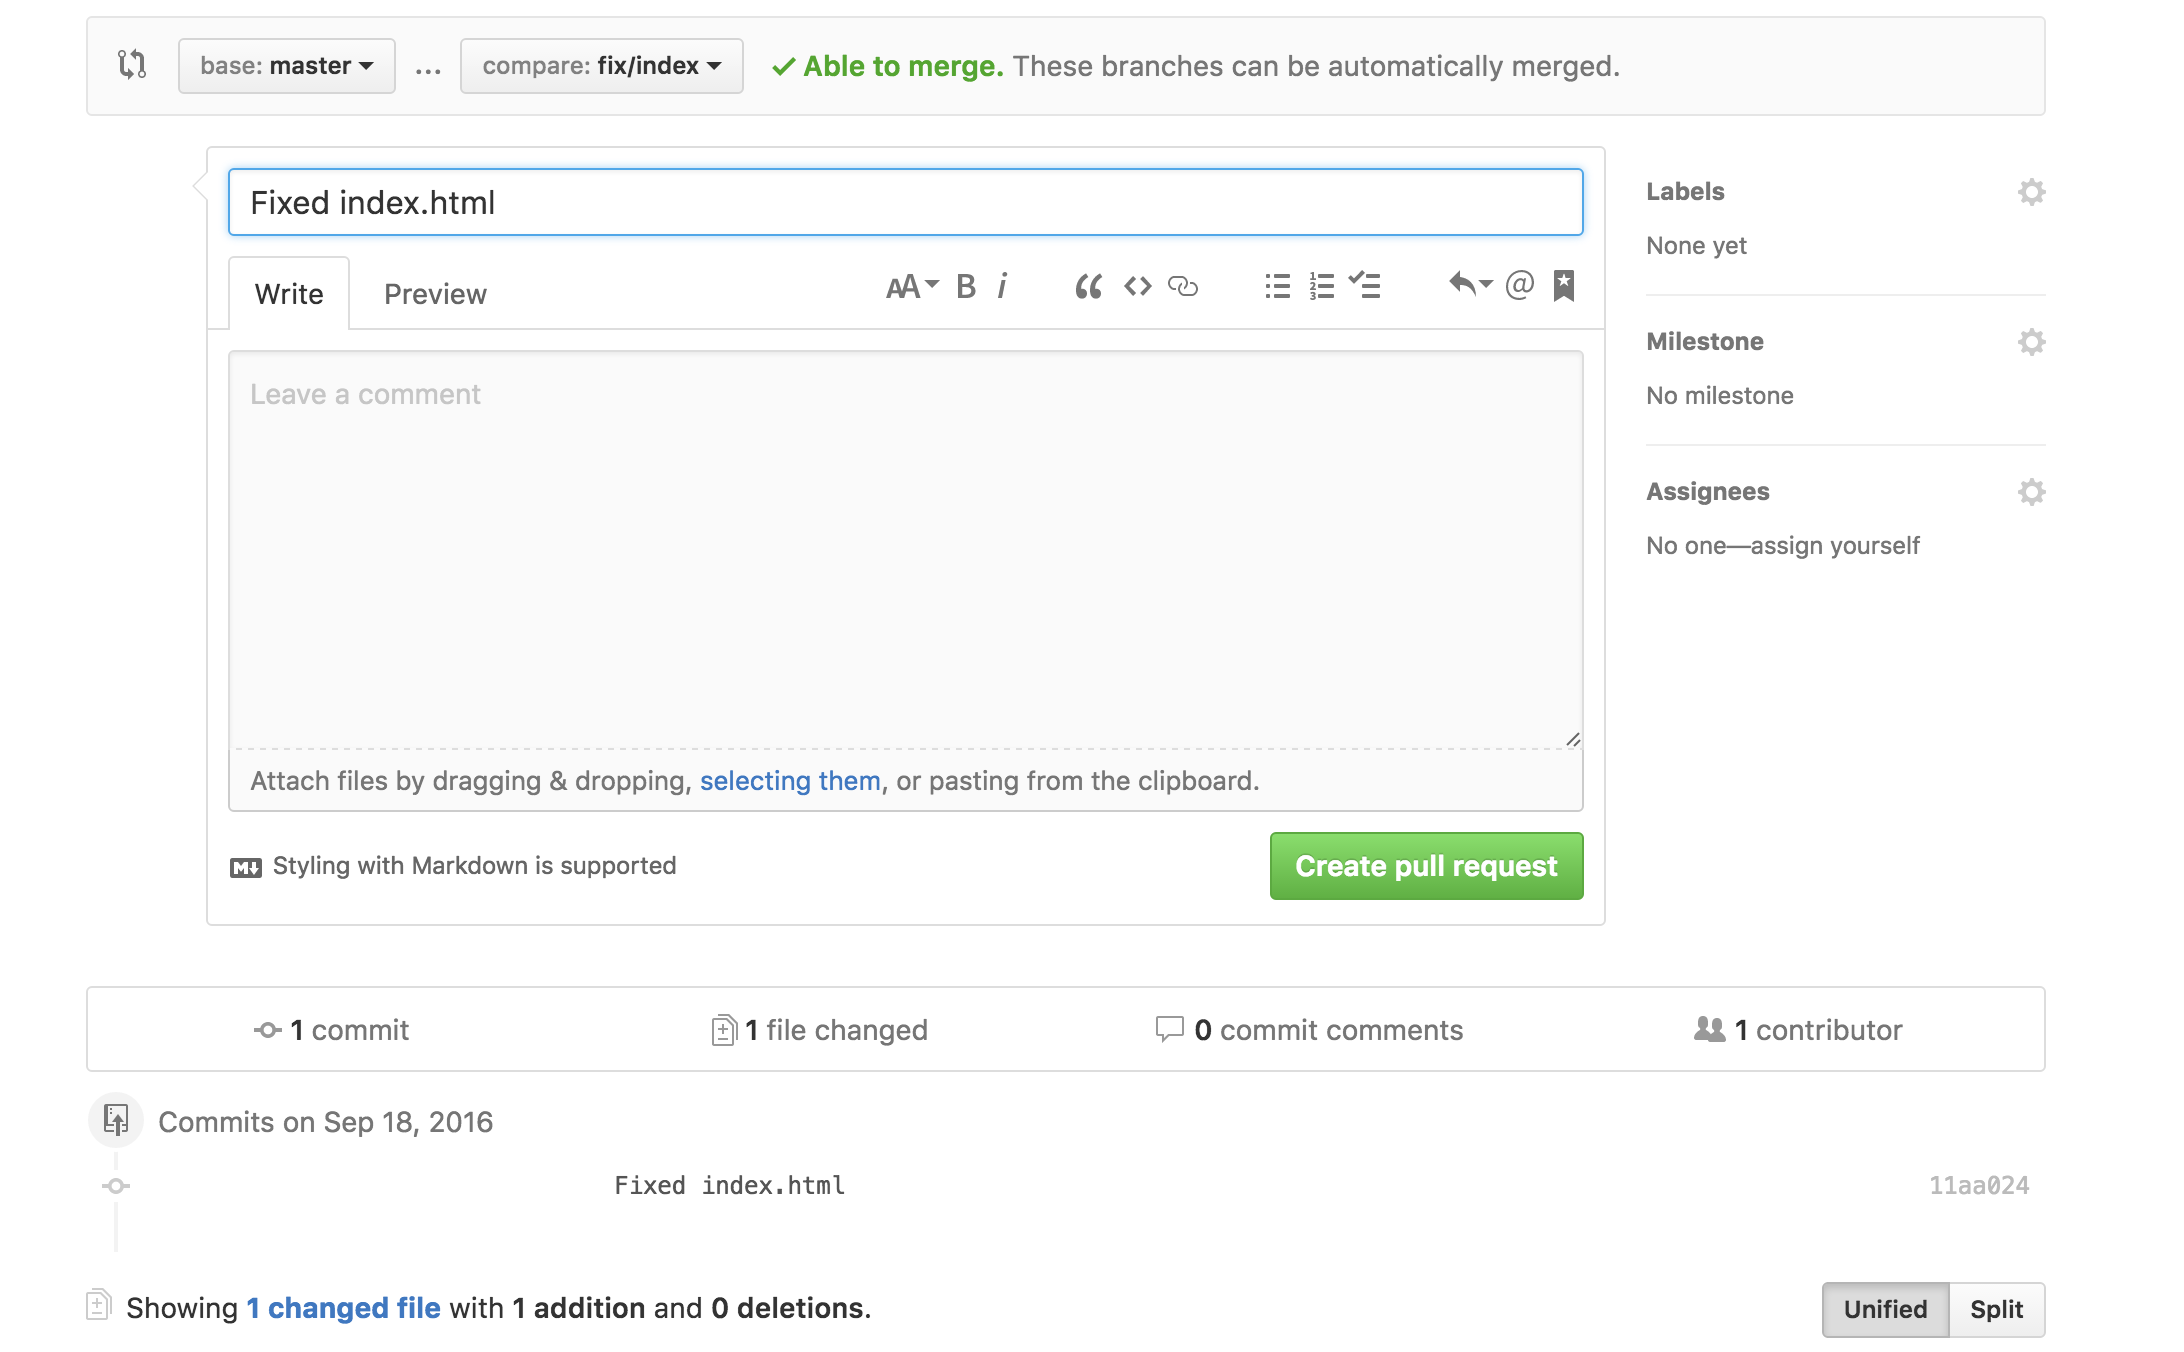 base: master ... compare: fix/index Able to merge. These branches can be automatically merged.
Fixed index.html
Write Preview AA B i
Leave a comment
Attach files by dragging & dropping, selecting them, or pasting from the clipboard.
Styling with Markdown is supported
Create pull request
Labels
None yet
Milestone
No milestone
Assignees
No one—assign yourself
1 commit 1 file changed 0 commit comments 1 contributor
Commits on Sep 18, 2016
Fixed index.html 11aa024
Showing 1 changed file with 1 addition and 0 deletions.
Unified Split